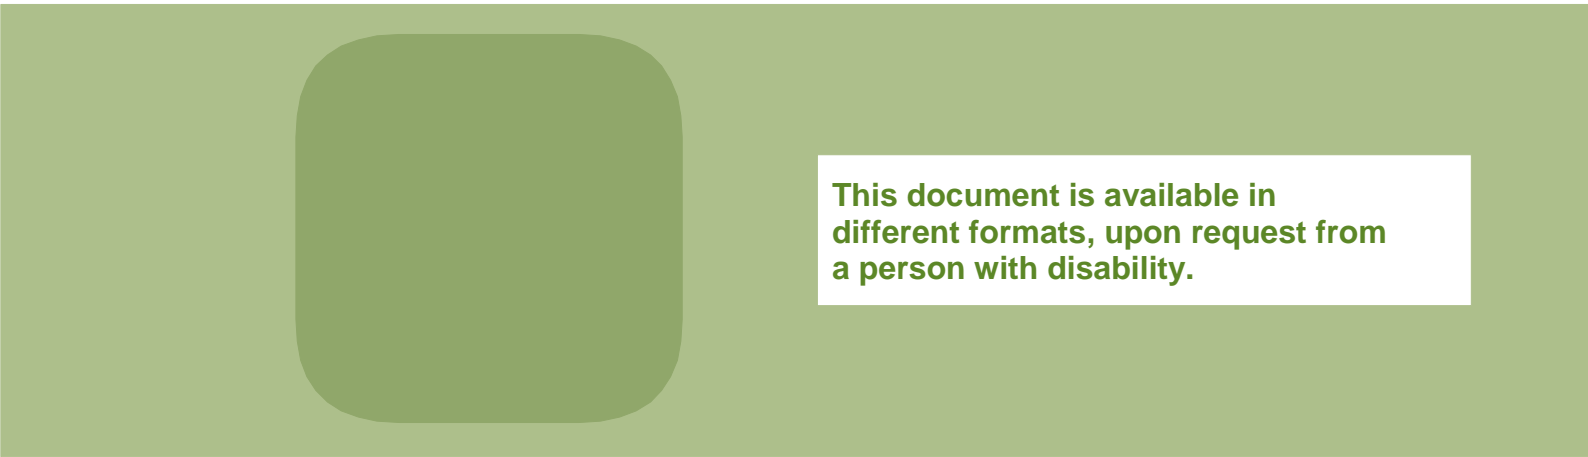 This document is available in
different formats, upon request from
a person with disability.